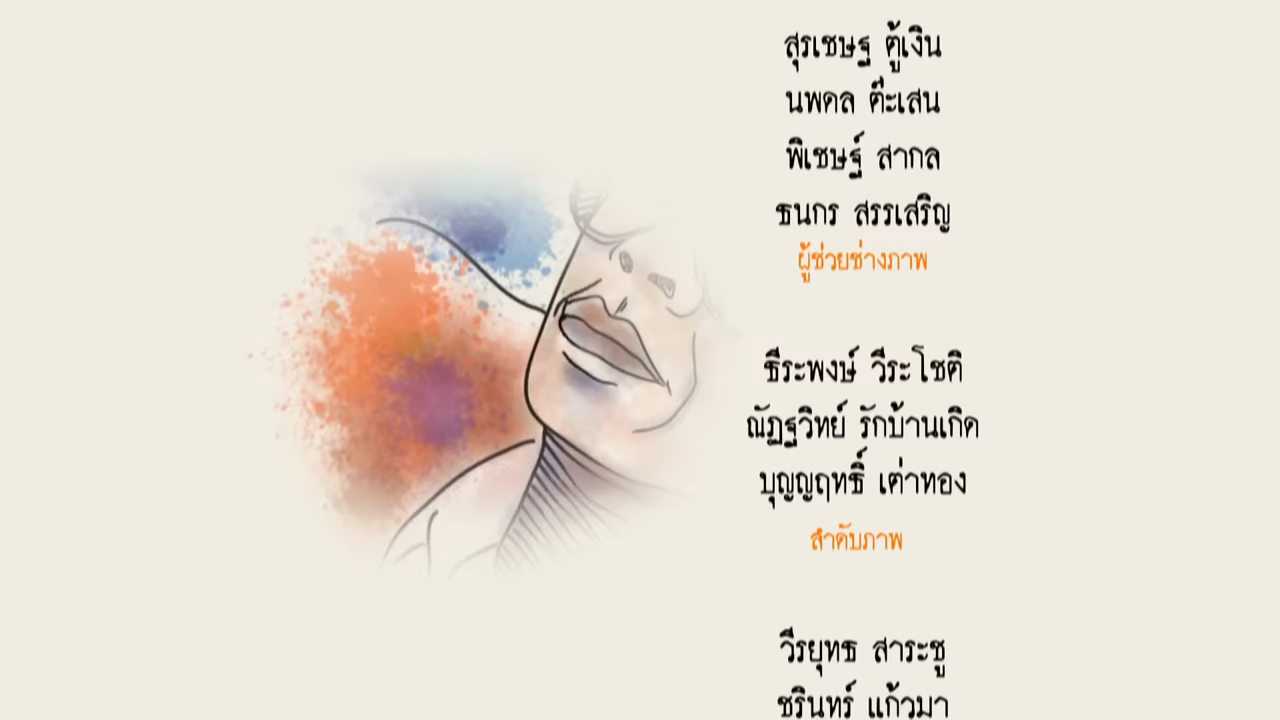 สุรเชษฐ ตู้เงิน
นพดล ต๊ะเสน
พิเชษฐ์ สากล
ธนกร สรรเสริญ
ผู้ช่วยช่างภาพ
ธีระพงษ์ วีระโชติ
ณัฏฐวิทย์ รักบ้านเกิด
บุญญฤทธิ์ เต่าทอง
ลำดับภาพ
วีรยุทธ สาระชู
ชรินทร์ แก้วมา